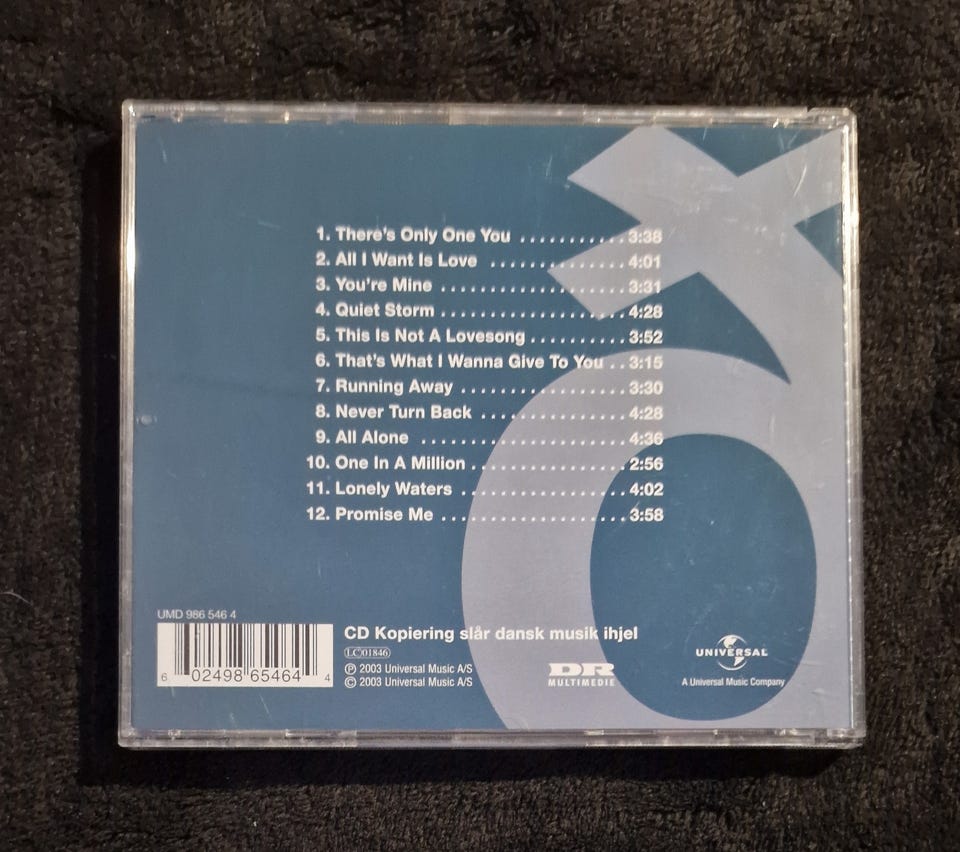 1. There's Only One You ........... 3:38
2. All I Want Is Love .............. 4:01
3. You're Mine .................... 3:31
4. Quiet Storm .................... 4:28
5. This Is Not A Lovesong .......... 3:52
6. That's What I Wanna Give To You .. 3:15
7. Running Away .................. 3:30
8. Never Turn Back ............... 4:28
9. All Alone ...................... 4:36
10. One In A Million ................ 2:56
11. Lonely Waters ................. 4:02
12. Promise Me .................... 3:58
UMD 986 546 4
6 02498 65464 4
CD Kopiering slår dansk musik ihjel
LC 01846
℗ 2003 Universal Music A/S
© 2003 Universal Music A/S
DR
MULTIMEDIE
UNIVERSAL
A Universal Music Company